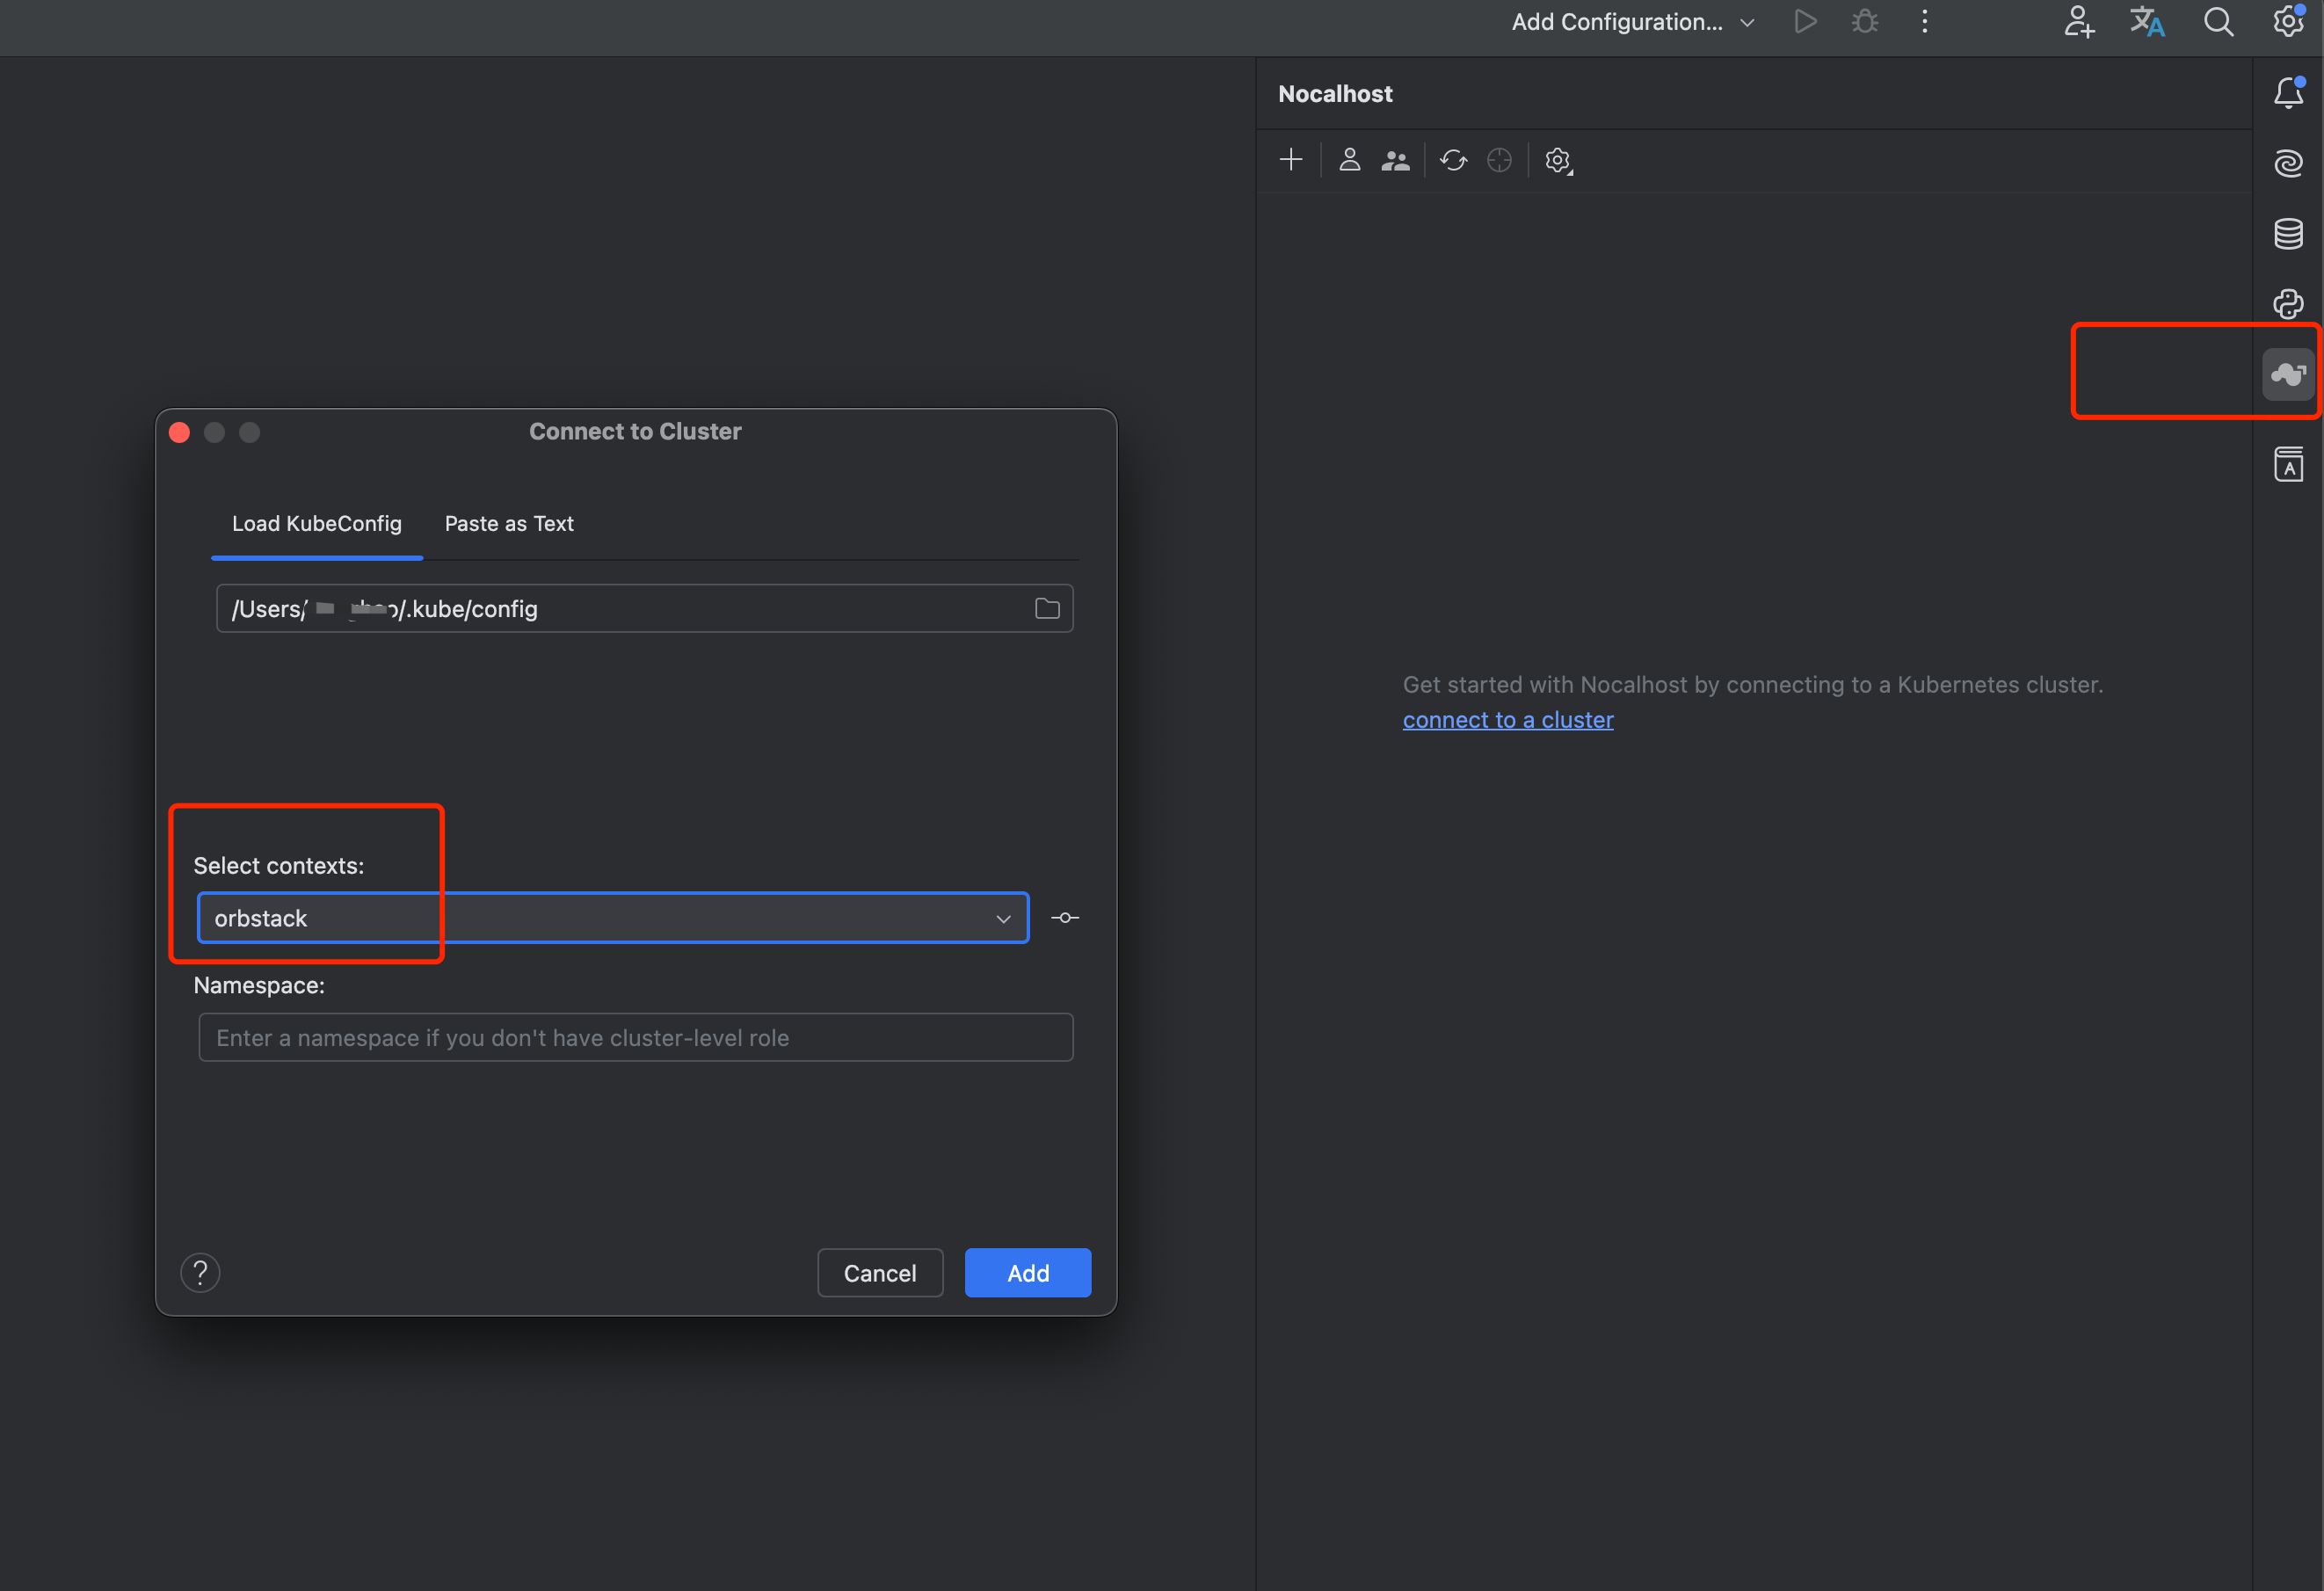 Add Configuration...
Nocalhost
Connect to Cluster
Load KubeConfig Paste as Text
/Users/ /.kube/config
Get started with Nocalhost by connecting to a Kubernetes cluster.
connect to a cluster
Select contexts:
orbstack
Namespace:
Enter a namespace if you don't have cluster-level role
? Cancel Add